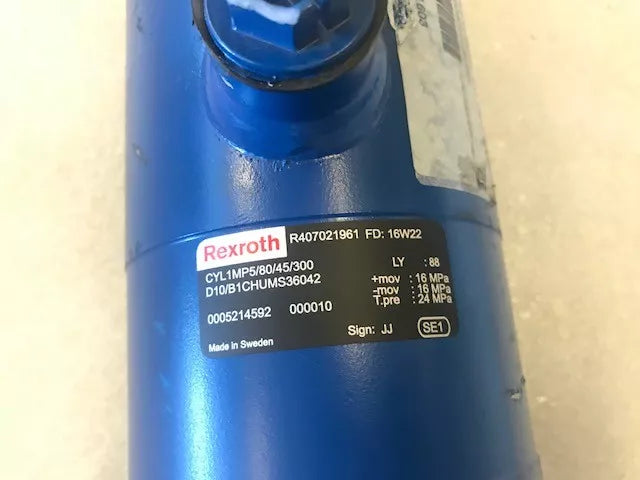 Rexroth R407021961 FD: 16W22
CYL1MP5/80/45/300 LY : 88
D10/B1CHUMS36042 +mov : 16 MPa
-mov : 16 MPa
0005214592 000010 T.pre : 24 MPa
Sign: JJ SE1
Made in Sweden